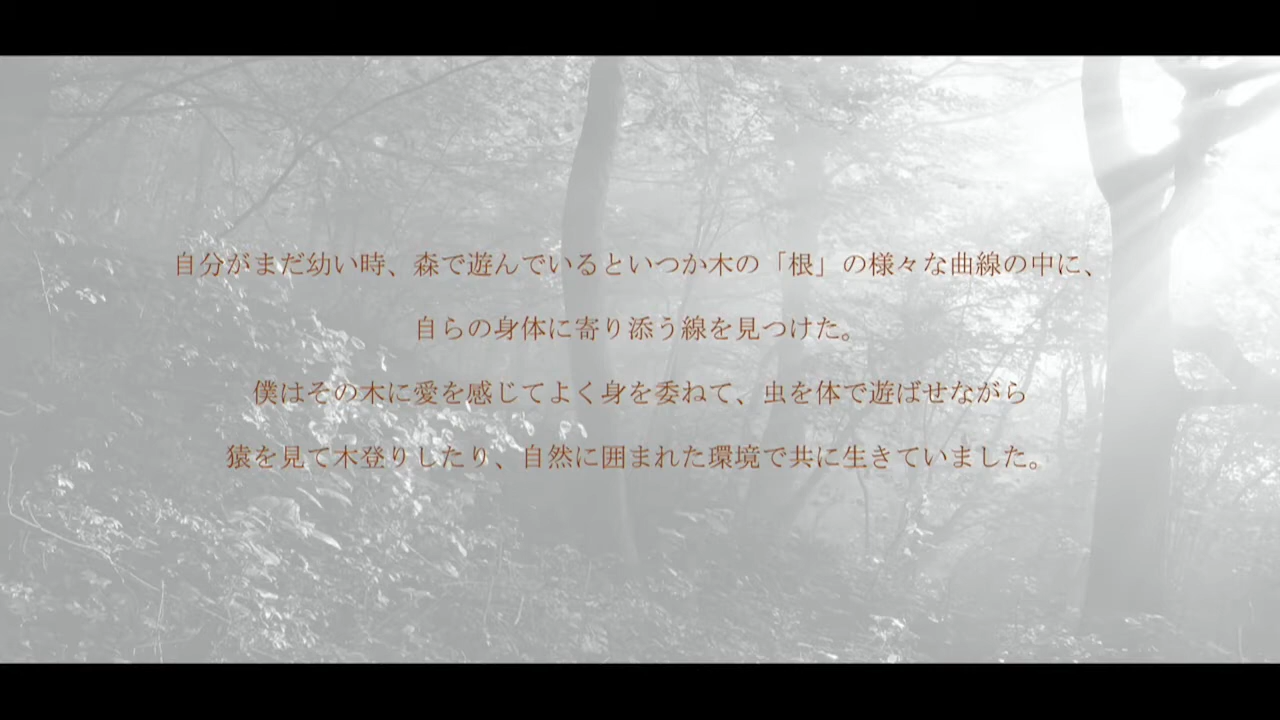 自分がまだ幼い時、森で遊んでいるといつか木の「根」の様々な曲線の中に、
自らの身体に寄り添う線を見つけた。
僕はその木に愛を感じてよく身を委ねて、虫を体で遊ばせながら
猿を見て木登りしたり、自然に囲まれた環境で共に生きていました。